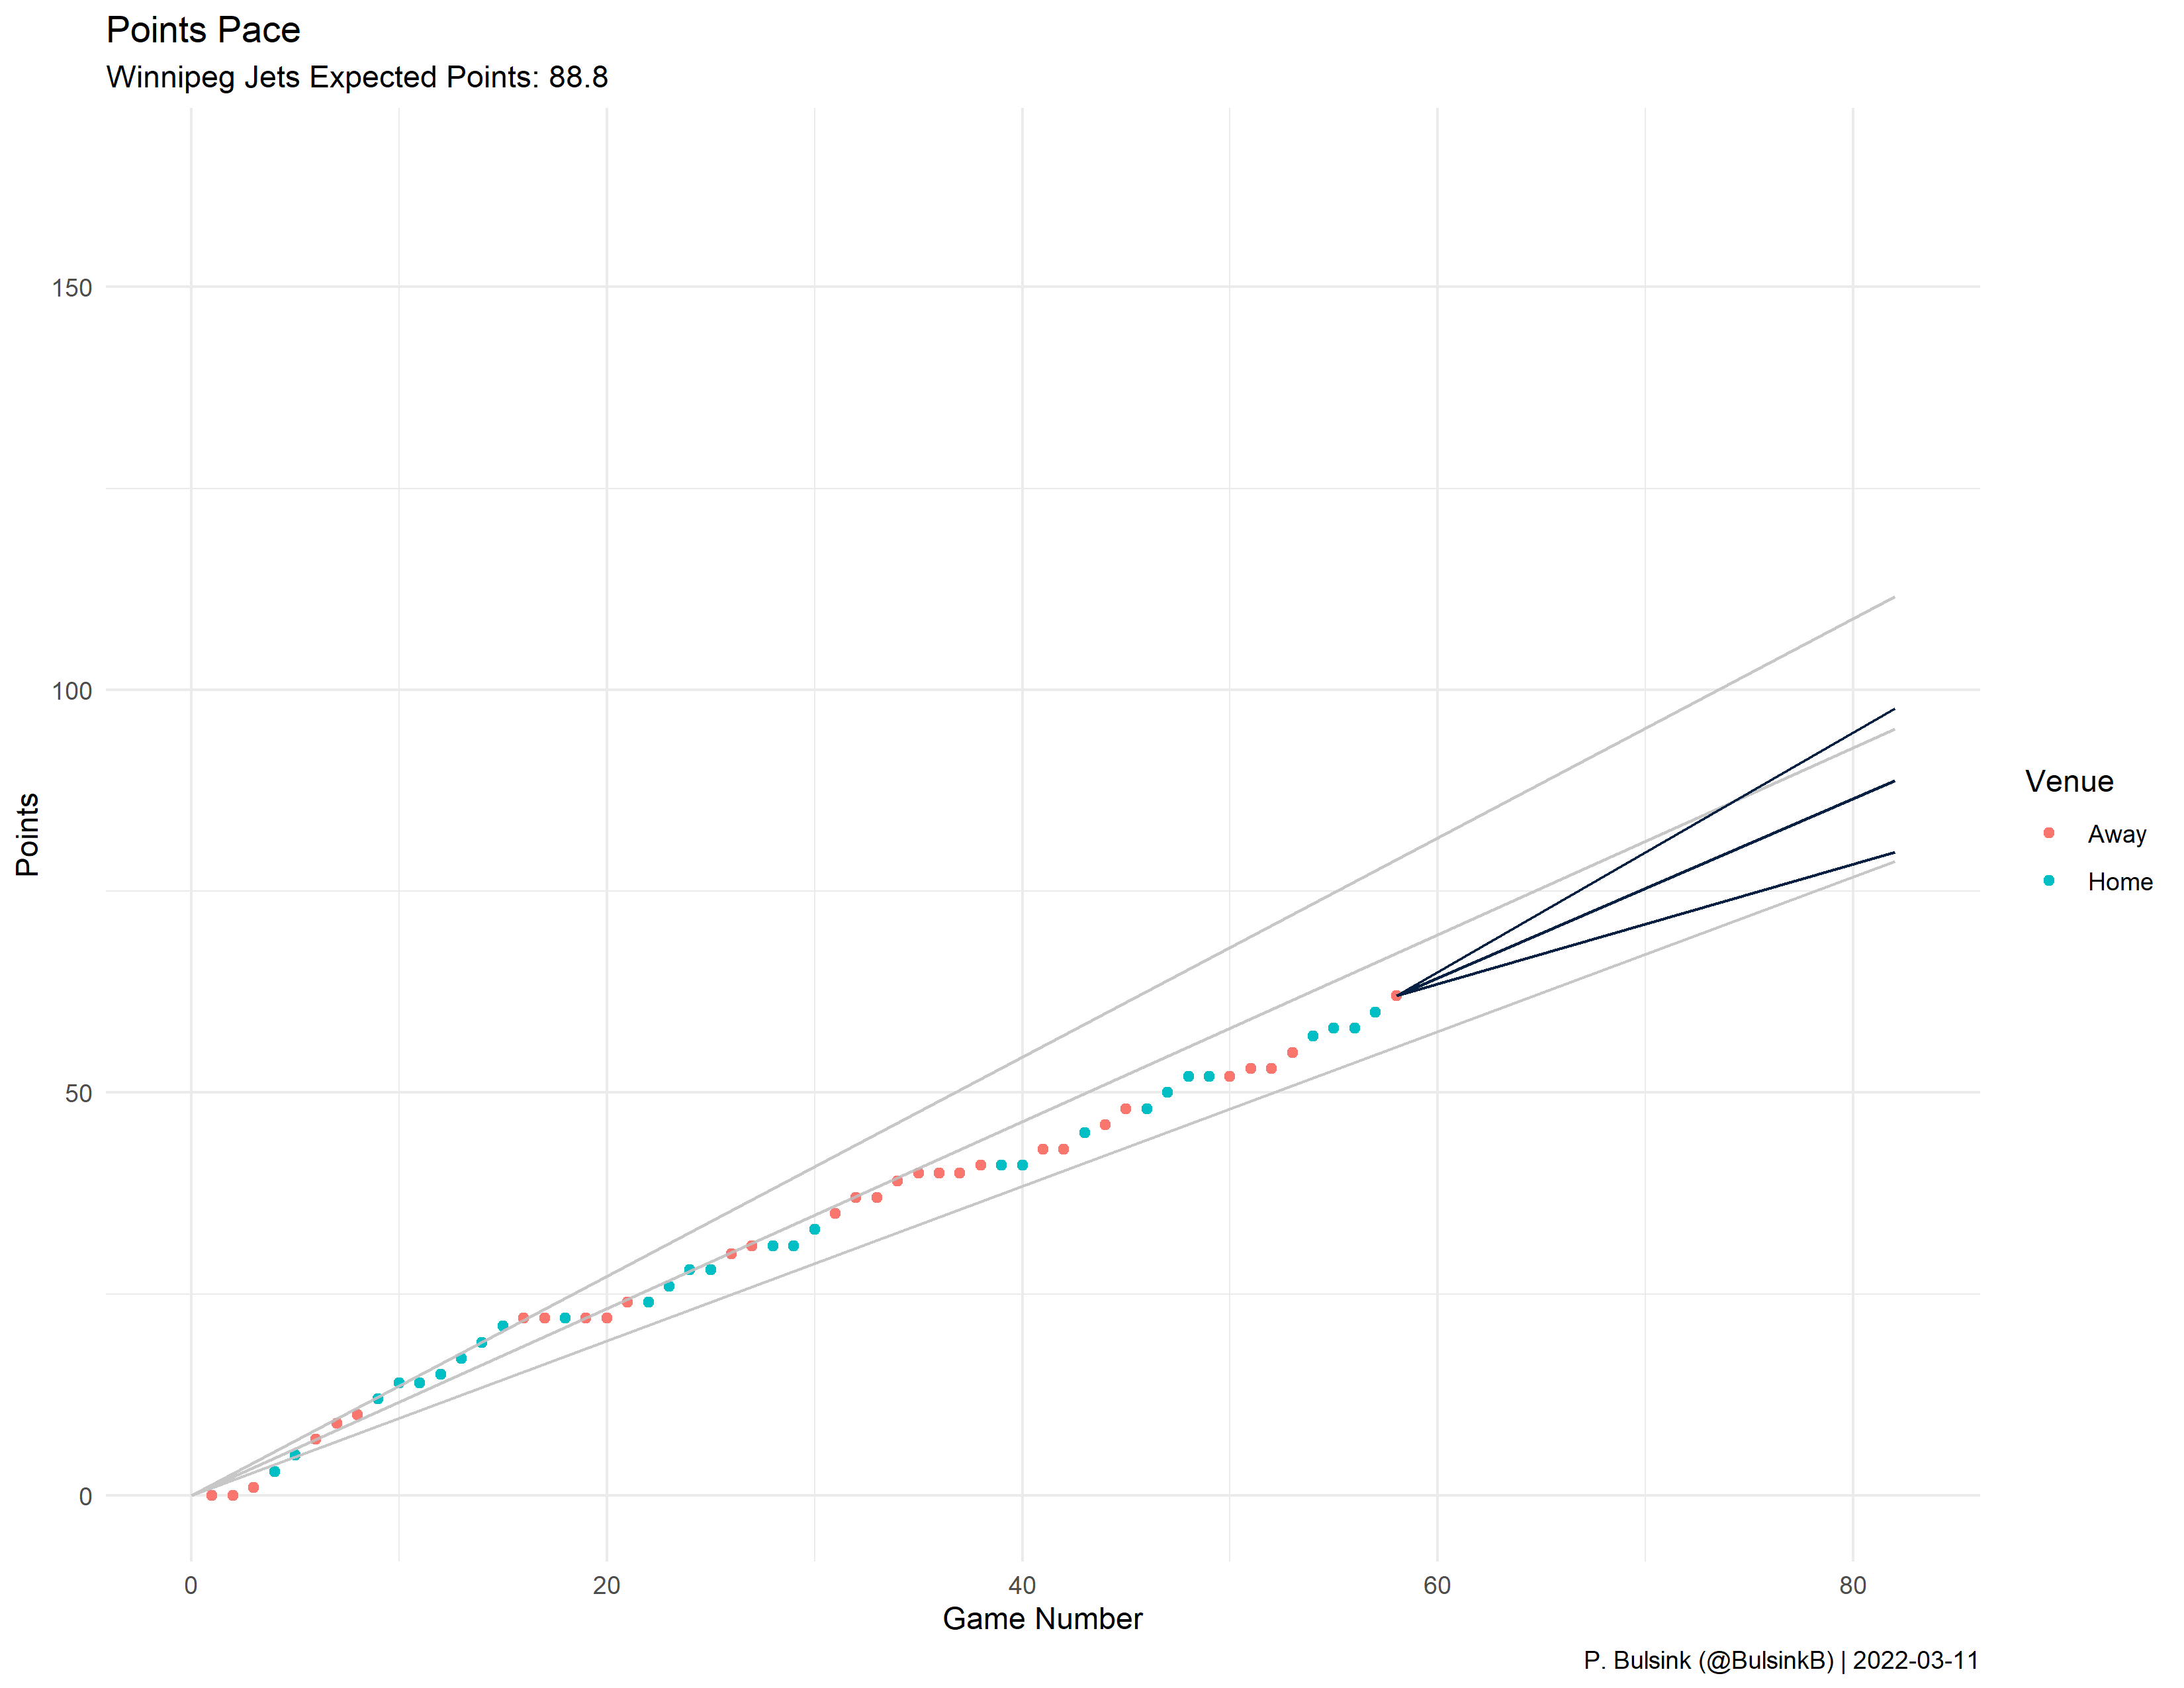 Points Pace
Winnipeg Jets Expected Points: 88.8
150
100
50
0
Points
0 20 40 60 80
Game Number
Venue
Away
Home
P. Bulsink (@BulsinkB) | 2022-03-11